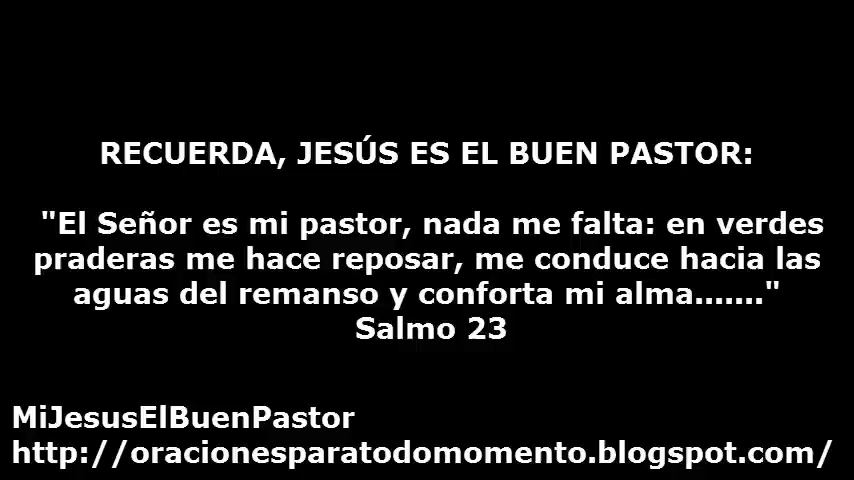 RECUERDA, JESÚS ES EL BUEN PASTOR:
"El Señor es mi pastor, nada me falta: en verdes
praderas me hace reposar, me conduce hacia las
aguas del remanso y conforta mi alma......."
Salmo 23
MiJesusElBuenPastor
http://oracionesparatodomomento.blogspot.com/